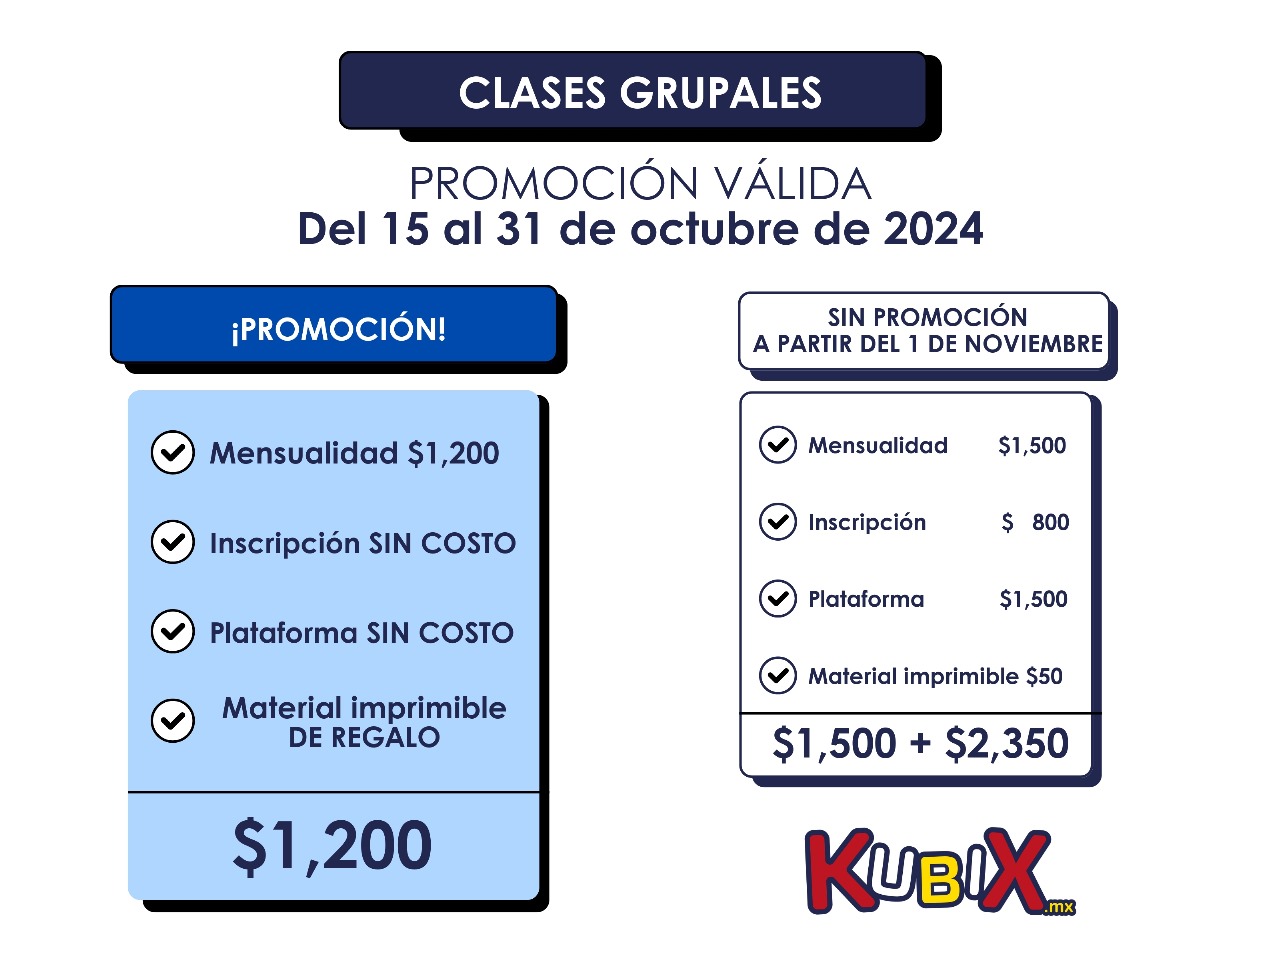 CLASES GRUPALES
PROMOCIÓN VÁLIDA
Del 15 al 31 de octubre de 2024
¡PROMOCIÓN!
Mensualidad $1,200
Inscripción SIN COSTO
Plataforma SIN COSTO
Material imprimible
DE REGALO
$1,200
SIN PROMOCIÓN
A PARTIR DEL 1 DE NOVIEMBRE
Mensualidad $1,500
Inscripción $ 800
Plataforma $1,500
Material imprimible $50
$1,500 + $2,350
KUBIX.mx